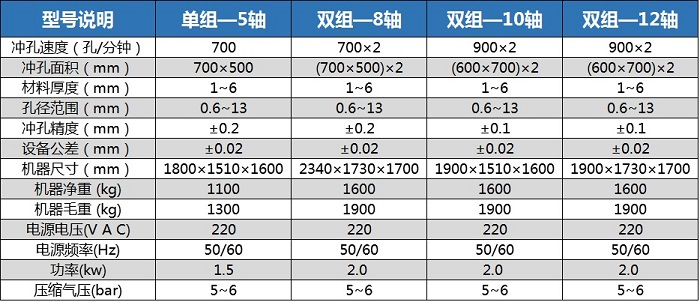 型号说明 单组—5轴 双组—8轴 双组—10轴 双组—12轴
冲孔速度（孔/分钟） 700 700×2 900×2 900×2
冲孔面积（mm） 700×500 (700×500)×2 (600×700)×2 (600×700)×2
材料厚度（mm） 1~6 1~6 1~6 1~6
孔径范围（mm） 0.6~13 0.6~13 0.6~13 0.6~13
冲孔精度（mm） ±0.2 ±0.2 ±0.1 ±0.1
设备公差（mm） ±0.02 ±0.02 ±0.02 ±0.02
机器尺寸（mm） 1800×1510×1600 2340×1730×1700 1900×1510×1600 1900×1730×1700
机器净重 (kg) 1100 1600 1600 1600
机器毛重 (kg) 1300 1900 1900 1900
电源电压(V A C) 220 220 220 220
电源频率(Hz) 50/60 50/60 50/60 50/60
功率(kw) 1.5 2.0 2.0 2.0
压缩气压(bar) 5~6 5~6 5~6 5~6